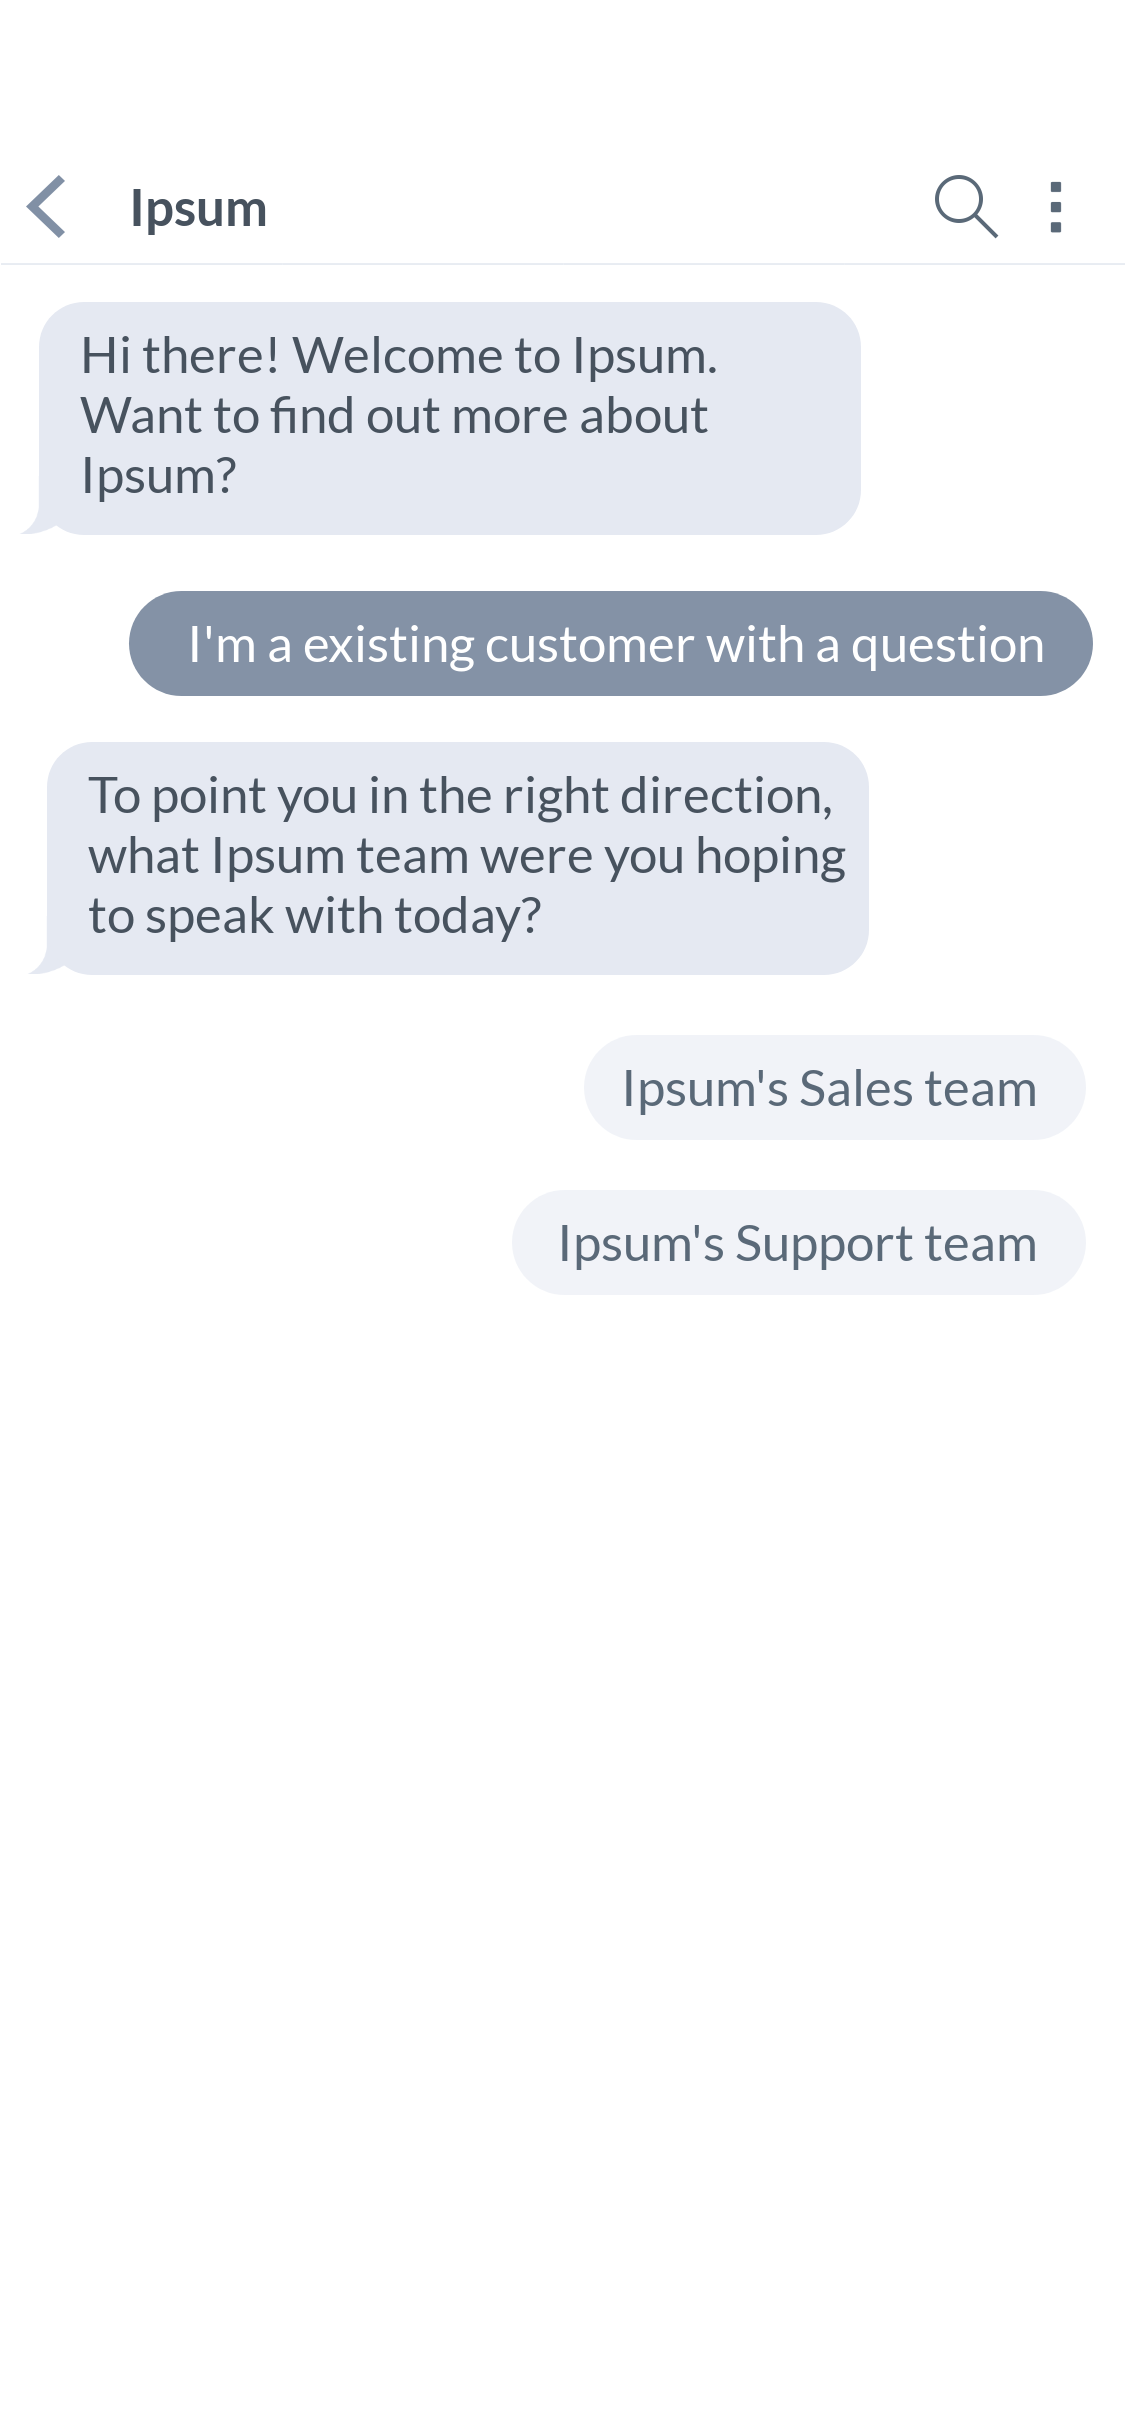 Ipsum
Hi there! Welcome to Ipsum.
Want to find out more about
Ipsum?
I'm a existing customer with a question
To point you in the right direction,
what Ipsum team were you hoping
to speak with today?
Ipsum's Sales team
Ipsum's Support team